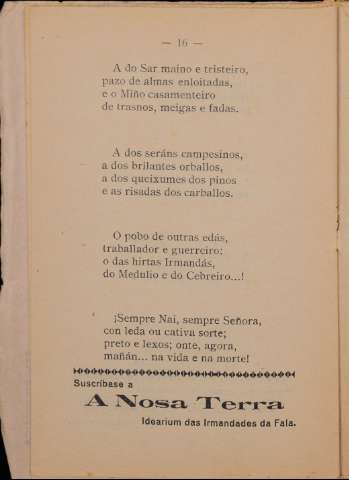 — 16 —
A do Sar maino e tristeiro,
pazo de almas enloitadas,
e o Miño casamenteiro
de trasnos, meigas e fadas.
A dos seráns campesinos,
a dos brilantes orballos,
a dos queixumes dos pinos
e as risadas dos carballos.
O pobo de outras edás,
traballador e guerreiro:
o das hirtas Irmandás,
do Medulio e do Cebreiro...!
¡Sempre Nai, sempre Señora,
con leda ou cativa sorte;
preto e lexos; onte, agora,
mañán... na vida e na morte!
Suscríbase a
A Nosa Terra
Idearium das Irmandades da Fala.